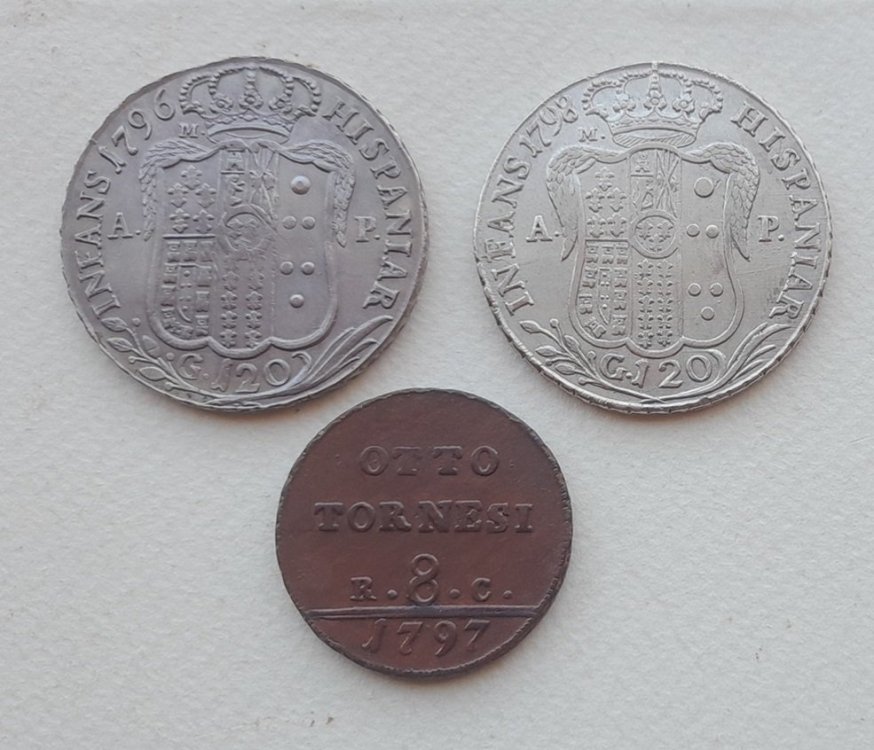 INFANS 1796 HISPANIAR
M.
A. P.
G. 120
INFANS 1798 HISPANIAR
M.
A. P.
G. 120
OTTO
TORNESI
R. 8. C.
1797